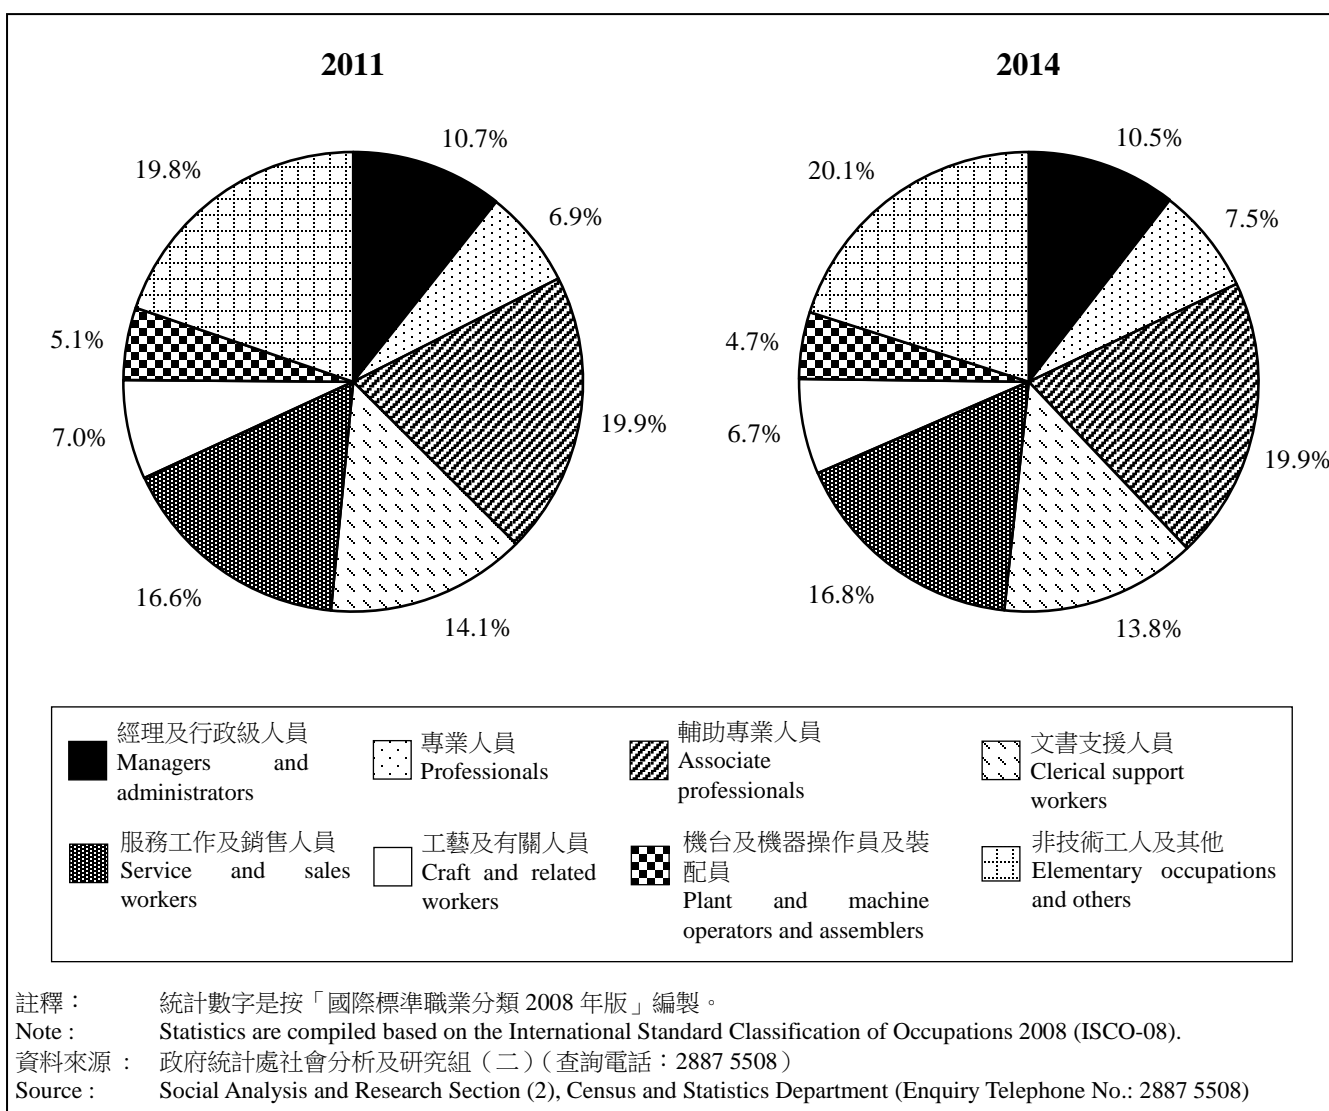 2011
2014
10.7%
6.9%
19.9%
14.1%
16.6%
7.0%
5.1%
19.8%
10.5%
7.5%
19.9%
13.8%
16.8%
6.7%
4.7%
20.1%
經理及行政級人員
Managers and
administrators
專業人員
Professionals
輔助專業人員
Associate
professionals
文書支援人員
Clerical support
workers
服務工作及銷售人員
Service and sales
workers
工藝及有關人員
Craft and related
workers
機台及機器操作員及裝
配員
Plant and machine
operators and assemblers
非技術工人及其他
Elementary occupations
and others
註釋： 統計數字是按「國際標準職業分類 2008 年版」編製。
Note : Statistics are compiled based on the International Standard Classification of Occupations 2008 (ISCO-08).
資料來源 : 政府統計處社會分析及研究組（二）（查詢電話：2887 5508）
Source : Social Analysis and Research Section (2), Census and Statistics Department (Enquiry Telephone No.: 2887 5508)